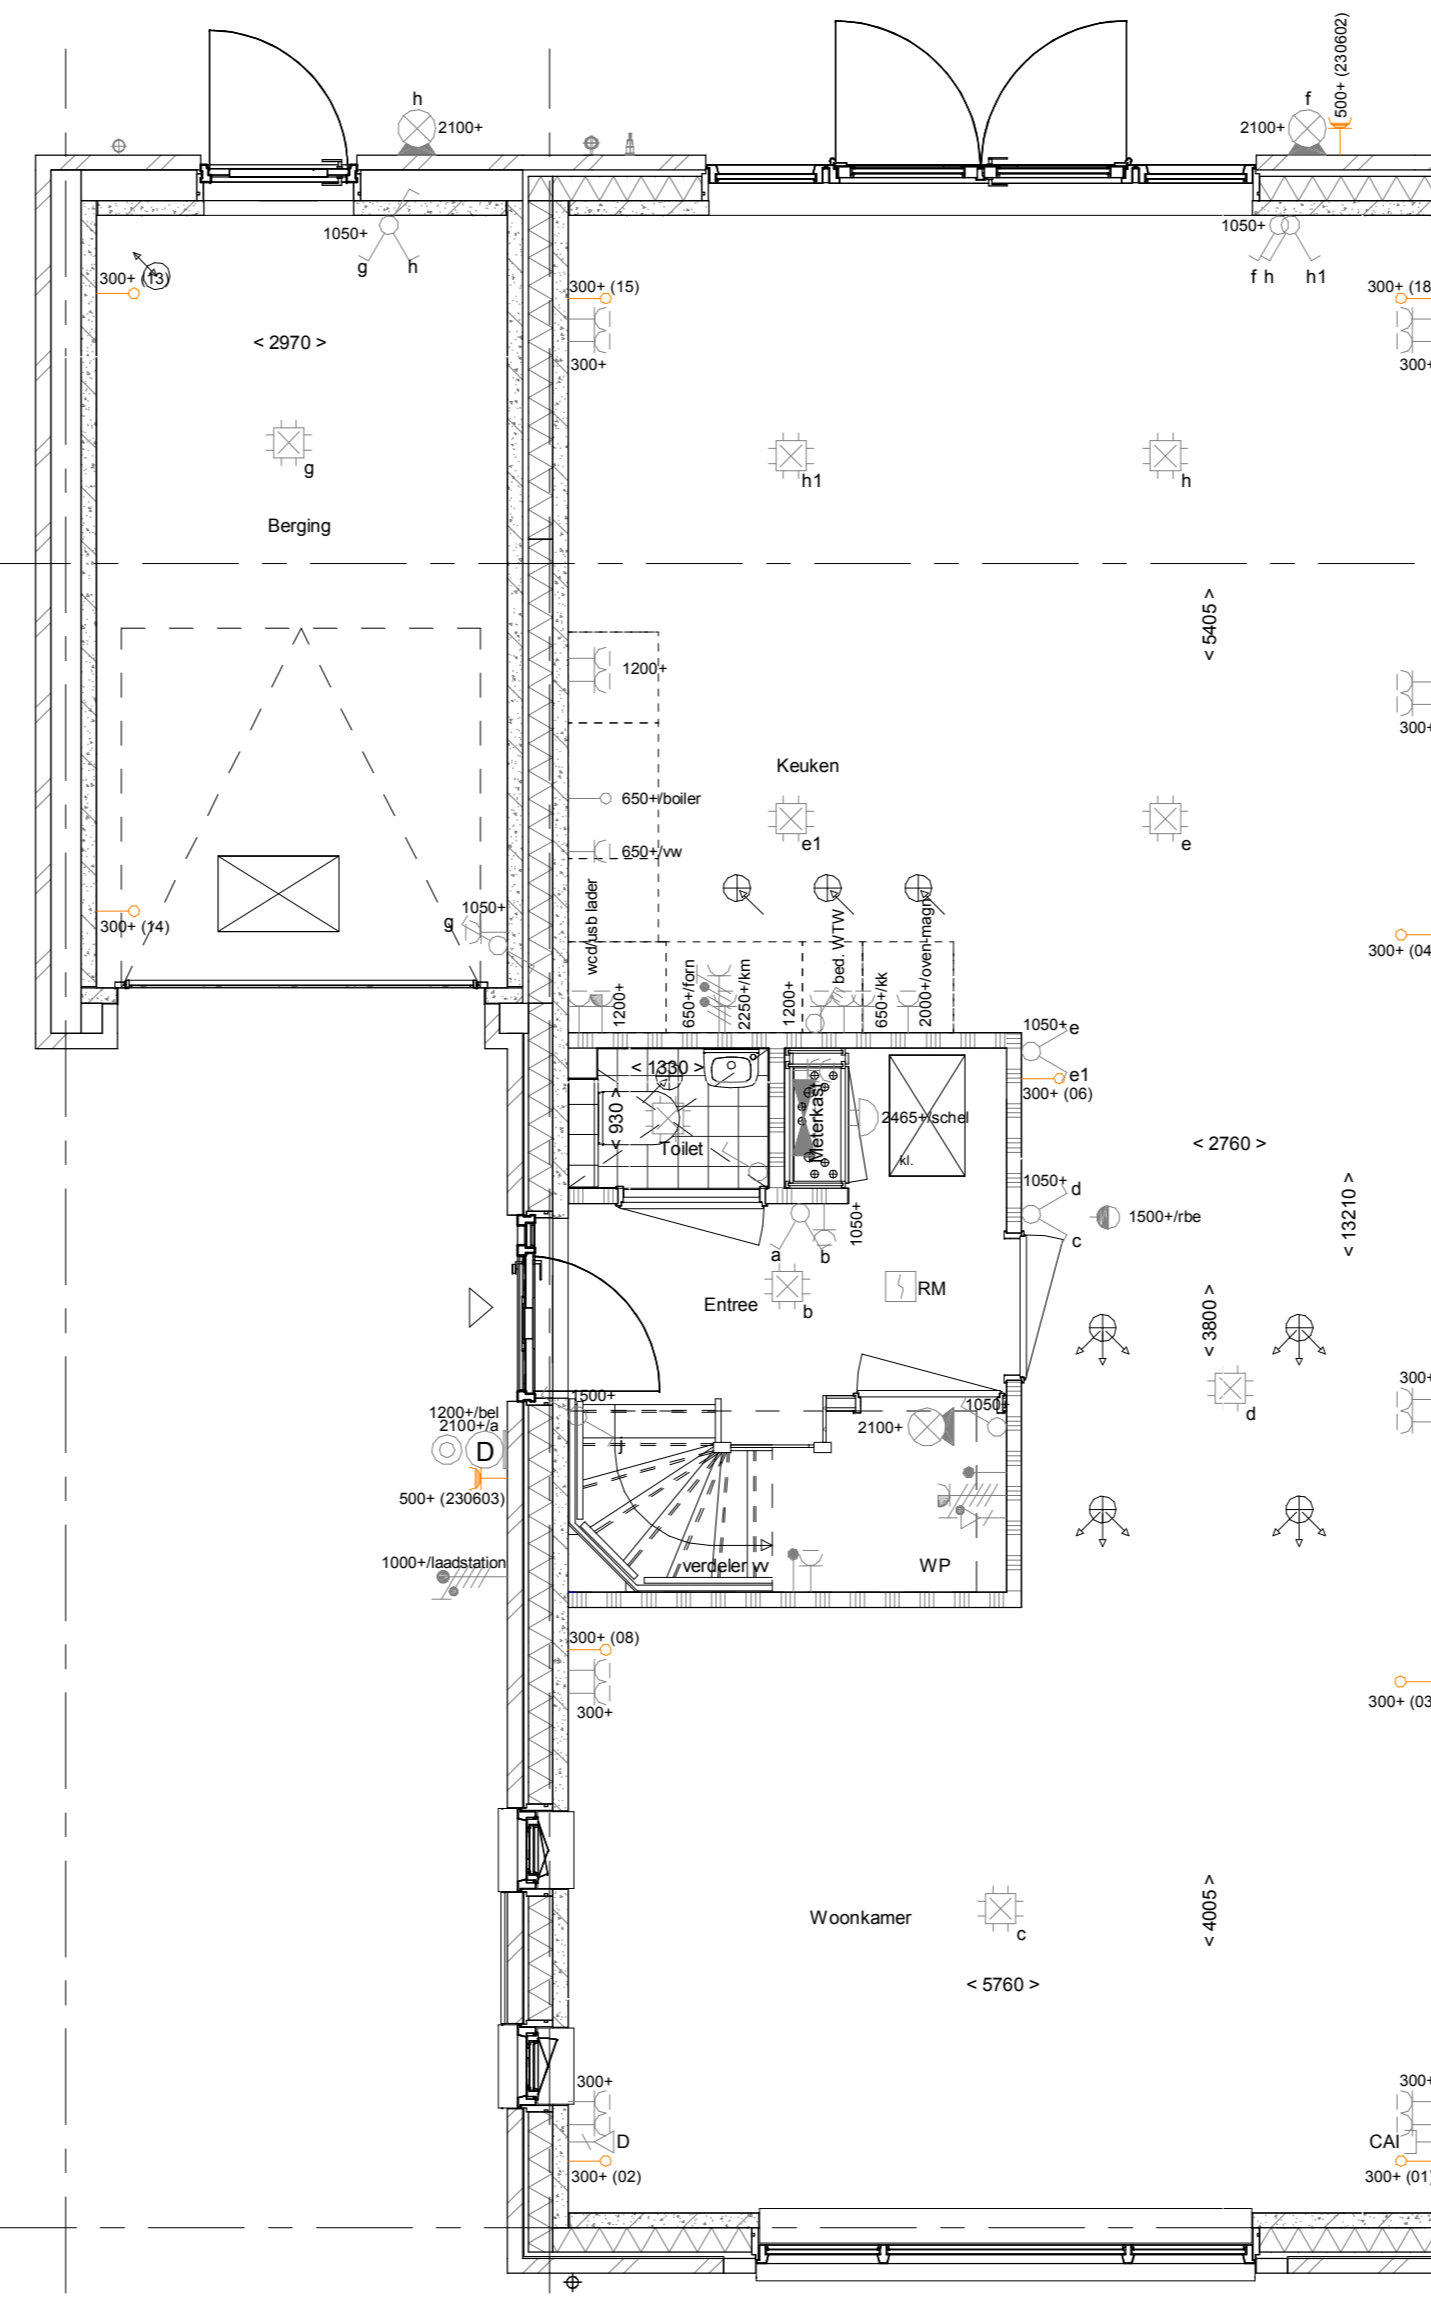 500+ (230602)
h
2100+
f
2100+
1050+
g
h
1050+
f h
h1
300+ (13)
300+ (15)
300+
300+ (18
300+
< 2970 >
g
h1
h
Berging
< 5405 >
1200+
300+
Keuken
650+/boiler
e1
e
650+/vw
wcd/usb lader
bed. WTW
2000+/oven-magn
300+ (14)
g
1050+
300+ (04
1200+
650+/forn
2250+/km
1200+
650+/kk
1050+
e
e1
300+ (06)
< 1330 >
< 930 >
Toilet
Meterkast
2465+/schel
kl.
< 2760 >
1050+
d
c
1500+/rbe
< 13210 >
a
b
1050+
Entree
b
RM
< 3800 >
d
300+
1500+
j
1200+/bel
2100+/a
D
500+ (230603)
2100+
1050+
1000+/laadstation
verdeler vv
WP
300+ (08)
300+
300+ (03
Woonkamer
c
< 4005 >
< 5760 >
300+
D
300+ (02)
300+
CAI
300+ (01)